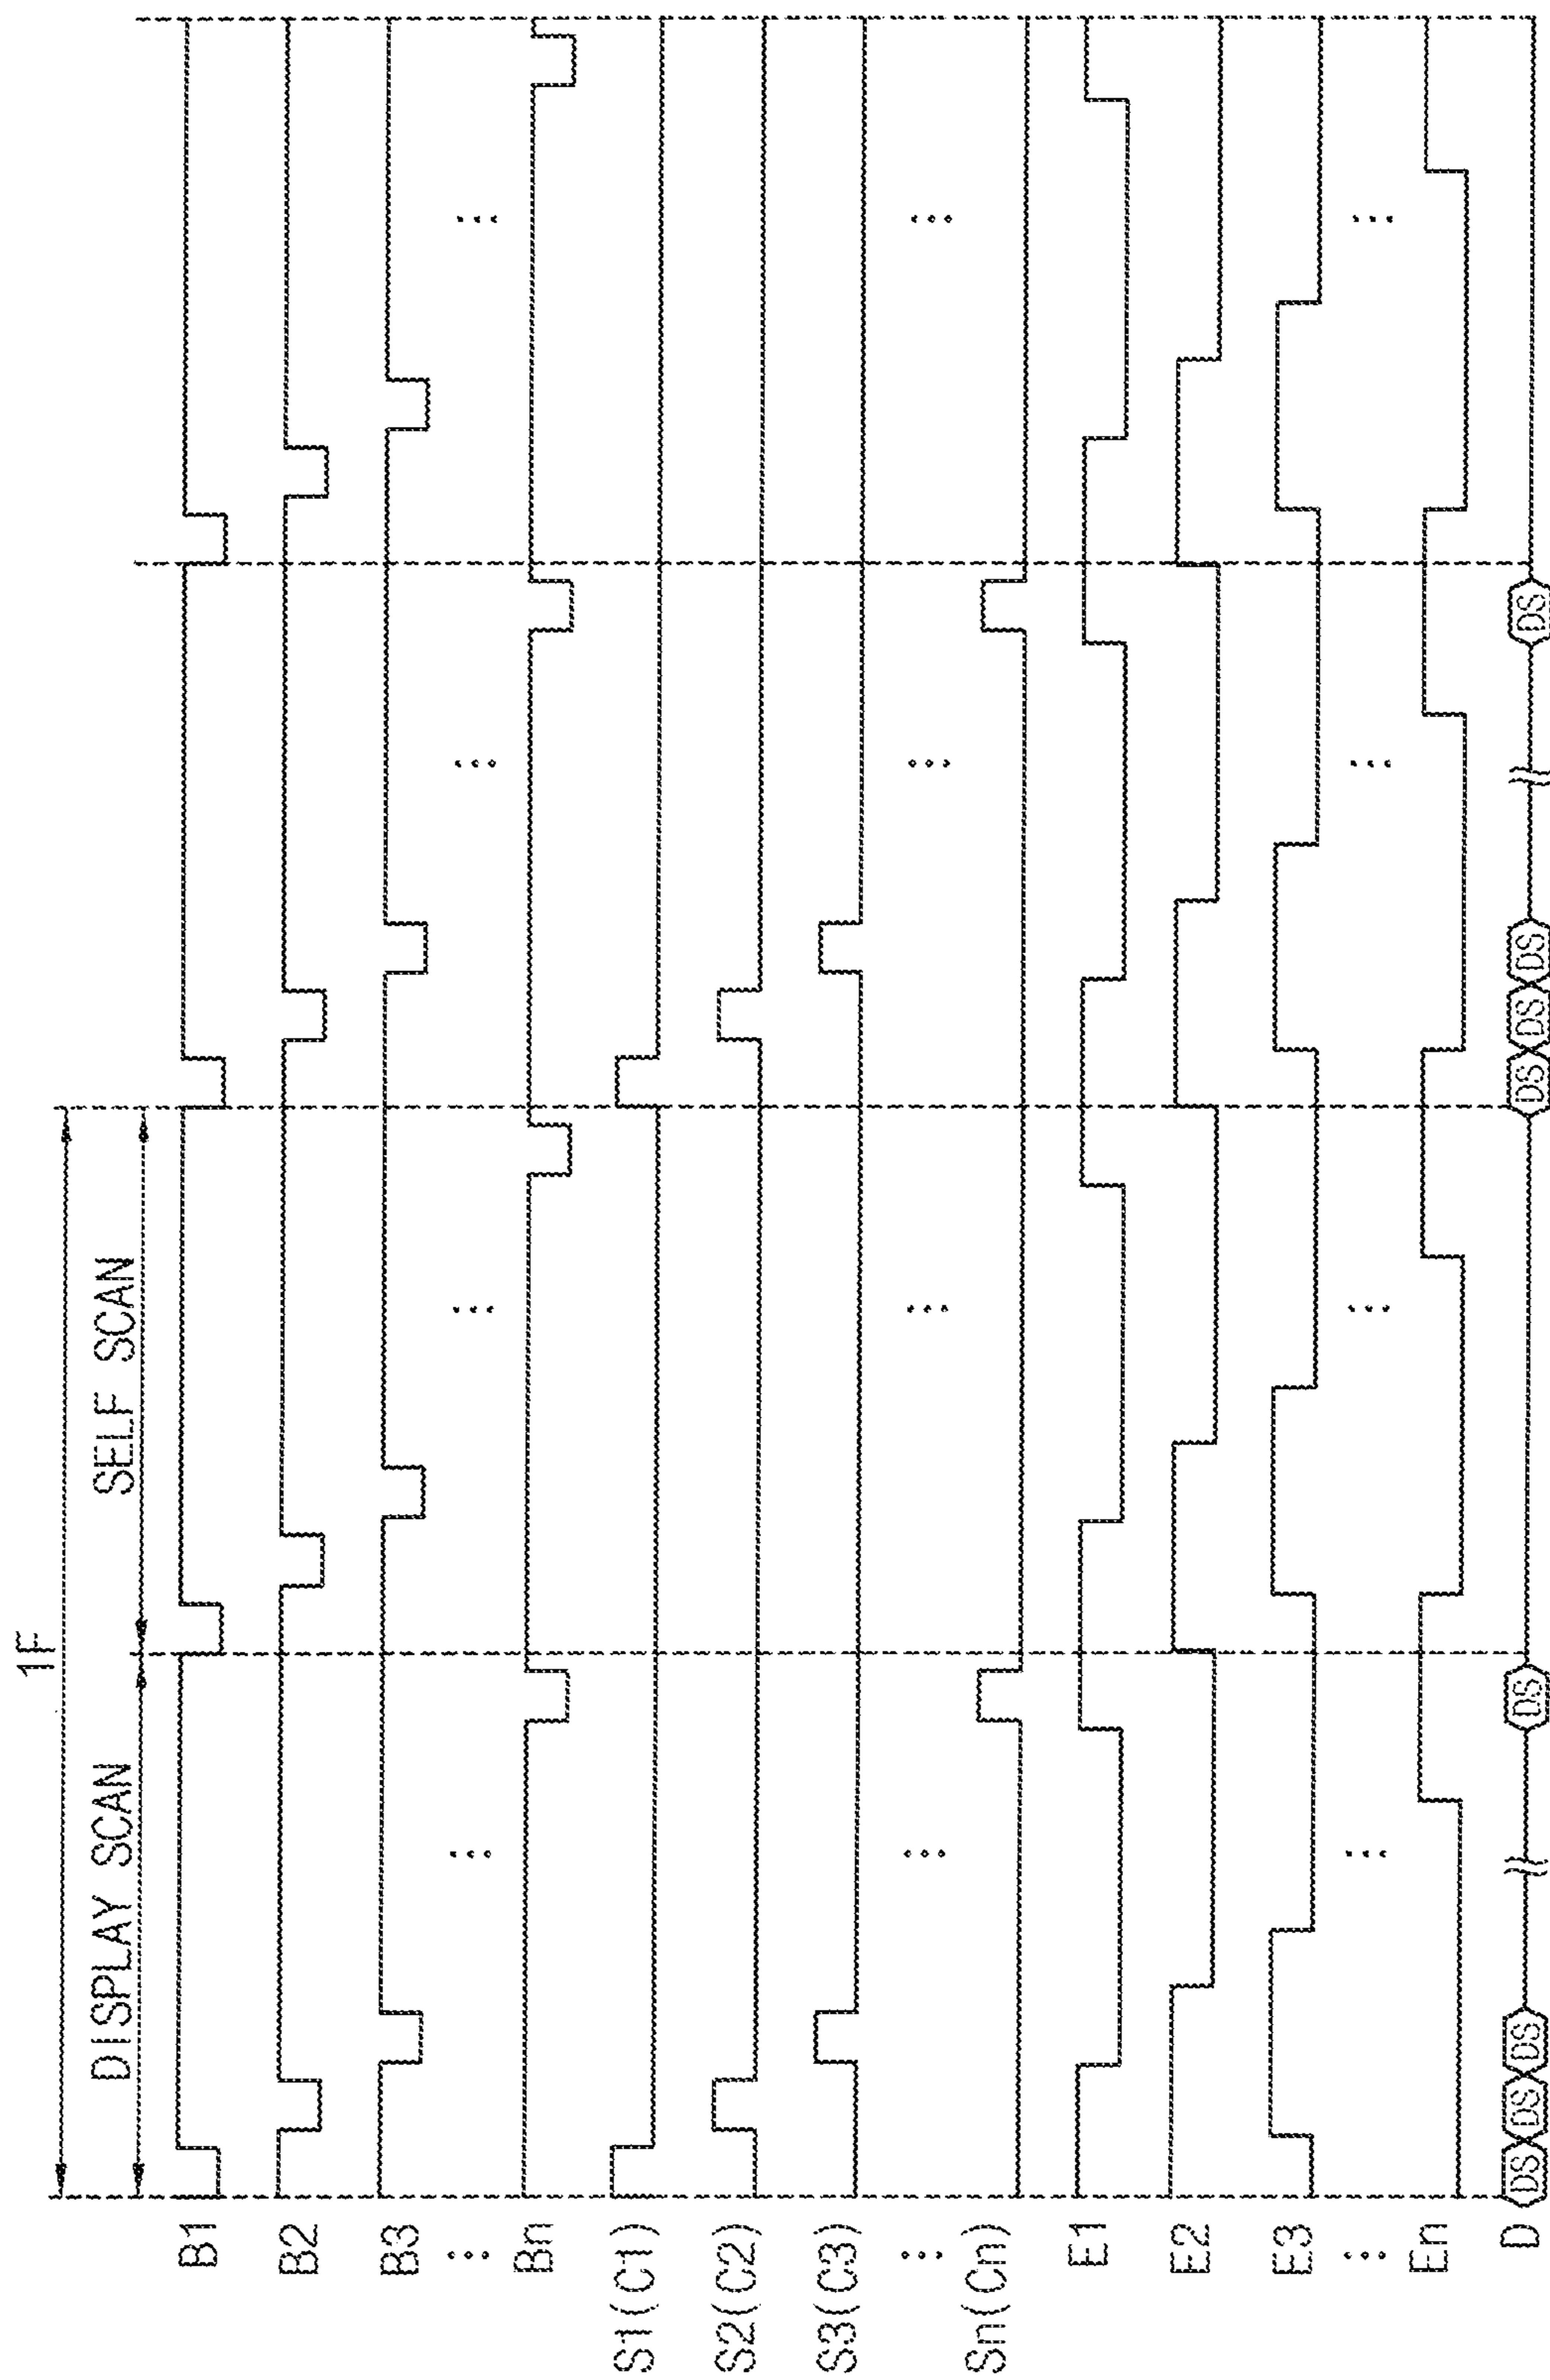 1F
DISPLAY SCAN SELF SCAN
B1
B2
B3
⋮
Bn
S1(C1)
S2(C2)
S3(C3)
⋮
Sn(Cn)
E1
E2
E3
⋮
En
D DS DS DS DS DS DS DS DS